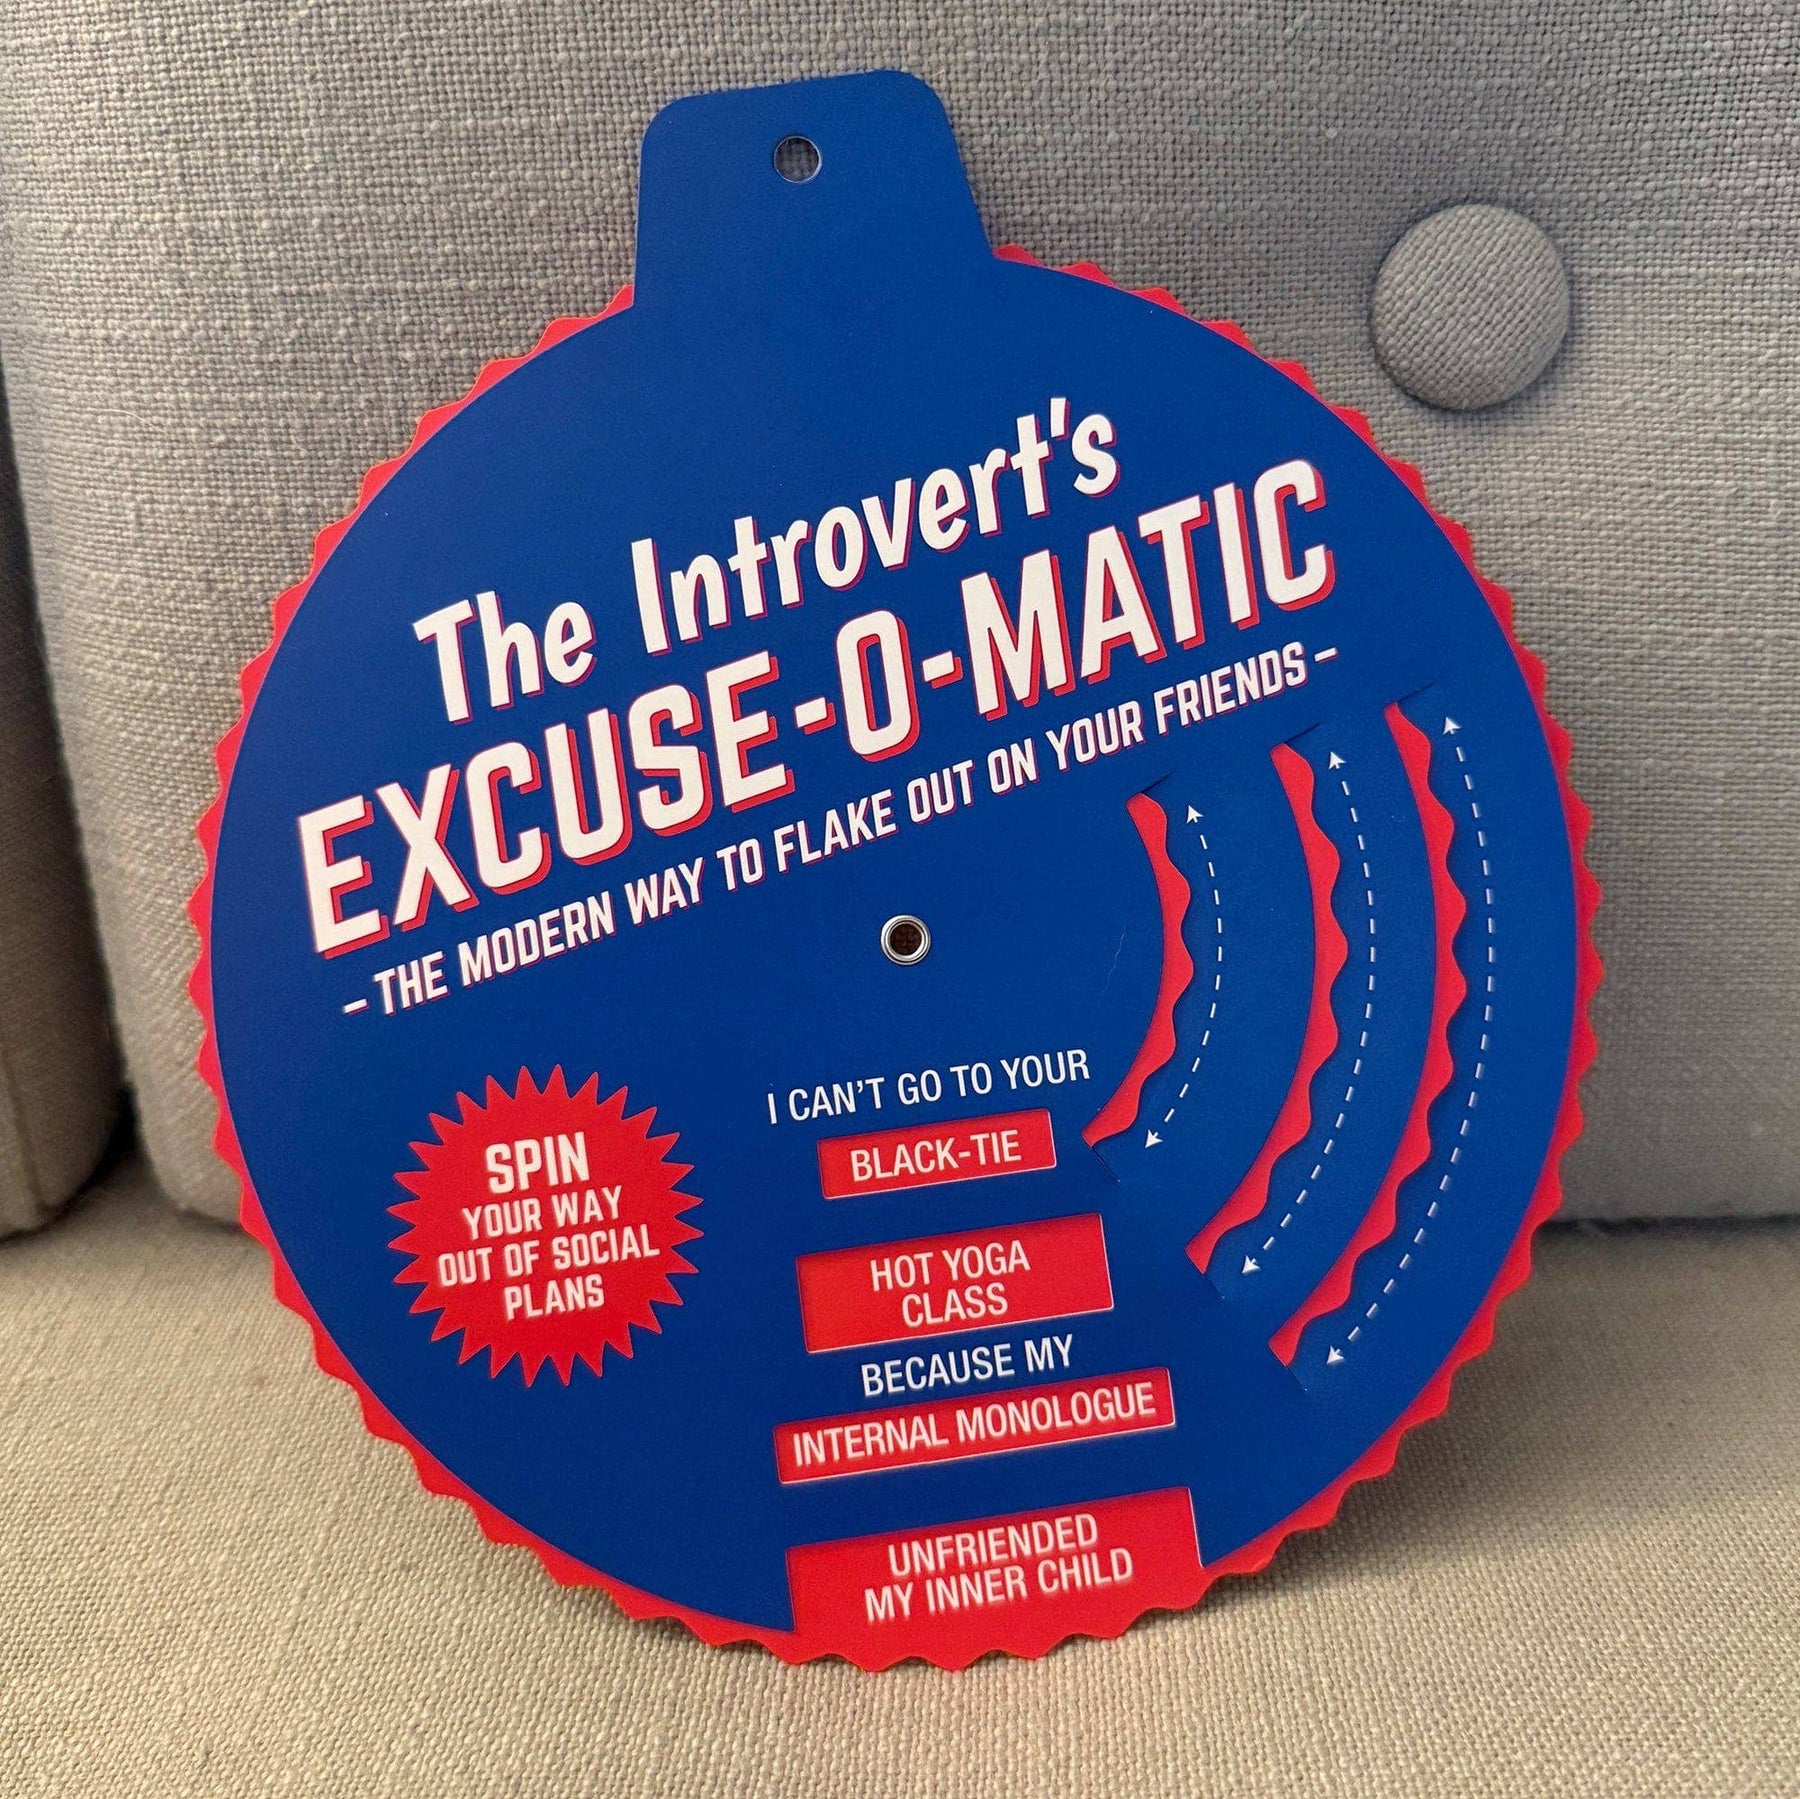 The Introvert's
EXCUSE-O-MATIC
– THE MODERN WAY TO FLAKE OUT ON YOUR FRIENDS –
SPIN
YOUR WAY
OUT OF SOCIAL
PLANS
I CAN'T GO TO YOUR
BLACK-TIE
HOT YOGA
CLASS
BECAUSE MY
INTERNAL MONOLOGUE
UNFRIENDED
MY INNER CHILD